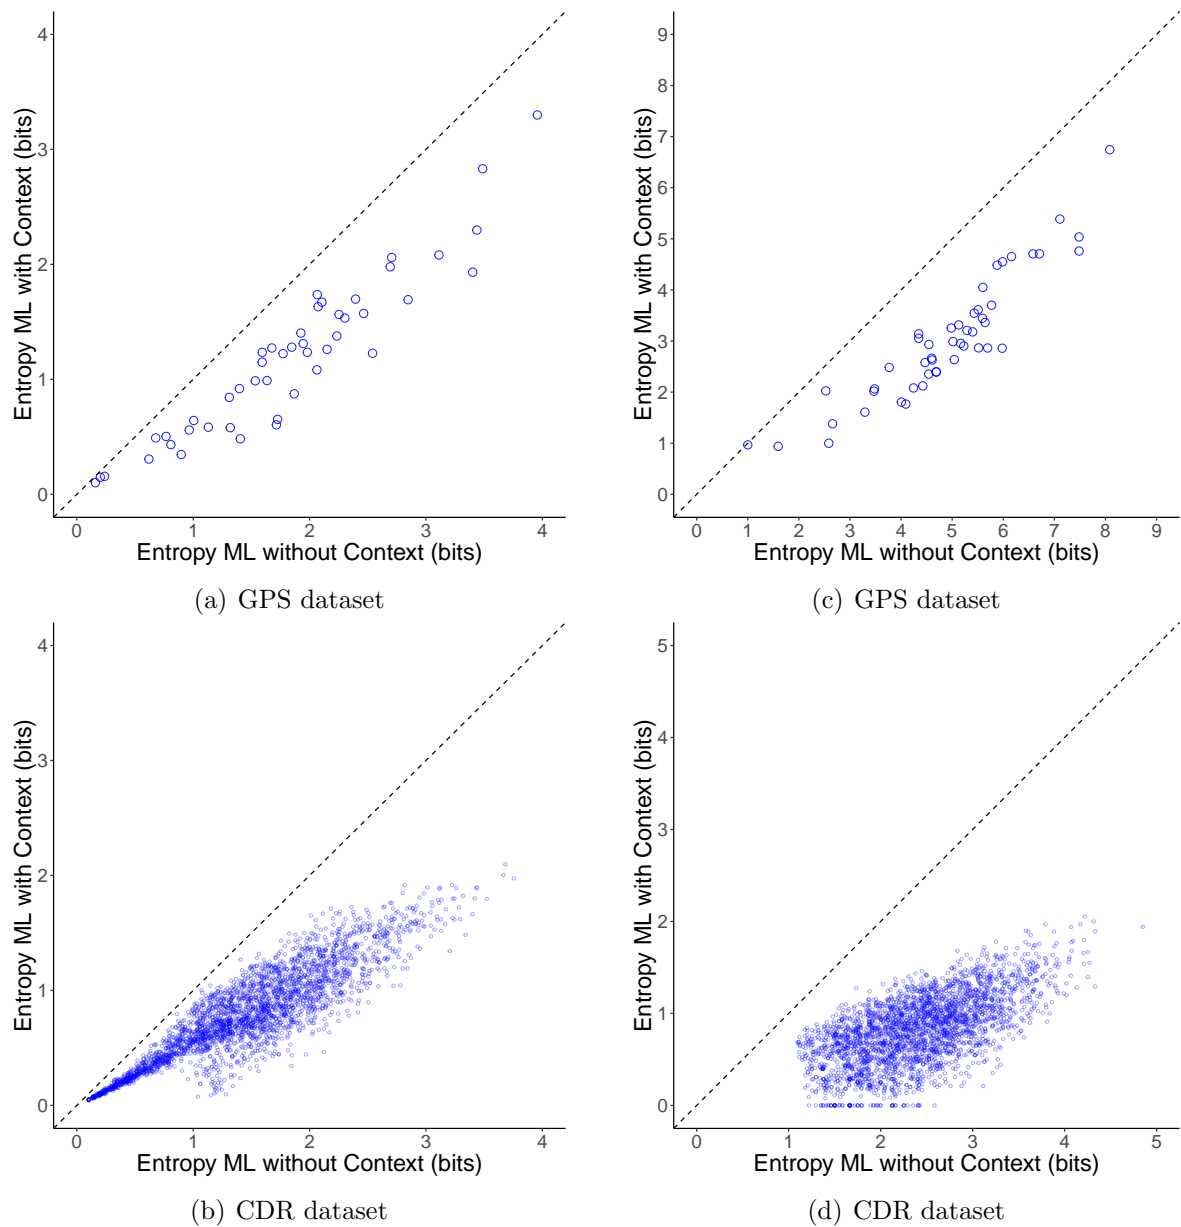 4
3
2
1
0
Entropy ML with Context (bits)
0 1 2 3 4
Entropy ML without Context (bits)
(a) GPS dataset
9
8
7
6
5
4
3
2
1
0
Entropy ML with Context (bits)
0 1 2 3 4 5 6 7 8 9
Entropy ML without Context (bits)
(c) GPS dataset
4
3
2
1
0
Entropy ML with Context (bits)
0 1 2 3 4
Entropy ML without Context (bits)
(b) CDR dataset
5
4
3
2
1
0
Entropy ML with Context (bits)
0 1 2 3 4 5
Entropy ML without Context (bits)
(d) CDR dataset